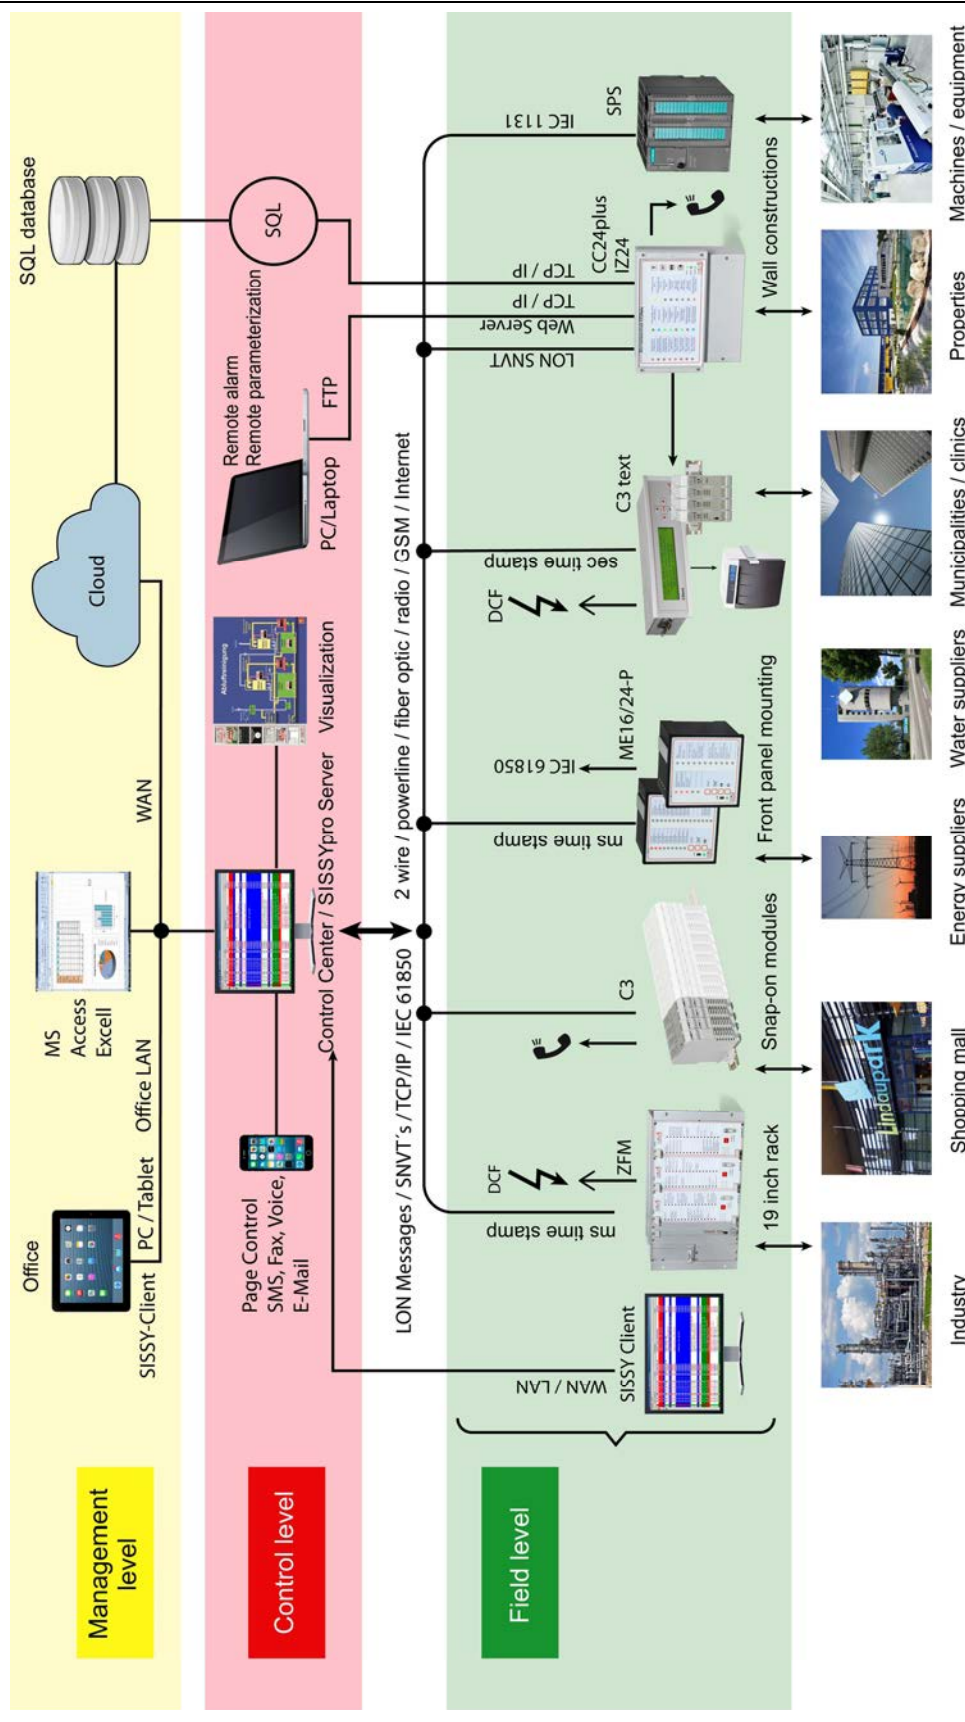 Management
level
Office
SISSY-Client
PC / Tablet
Office LAN
MS
Access
Excell
WAN
Cloud
SQL database
Control level
Page Control
SMS, Fax, Voice,
E-Mail
Control Center / SISSYpro Server
Visualization
Abluftreinigung
PC/Laptop
Remote alarm
Remote parameterization
FTP
SQL
LON Messages / SNVT´s / TCP/IP / IEC 61850
2 wire / powerline / fiber optic / radio / GSM / Internet
Field level
WAN / LAN
SISSY Client
ms time stamp
DCF
ZFM
19 inch rack
C3
Snap-on modules
ms time stamp
IEC 61850
ME16/24-P
Front panel mounting
DCF
sec time stamp
C3 text
LON SNVT
Web Server
TCP / IP
TCP / IP
CC24plus
IZ24
Wall constructions
IEC 1131
SPS
Lindaupark
Industry
Shopping mall
Energy suppliers
Water suppliers
Municipalities / clinics
Properties
Machines / equipment